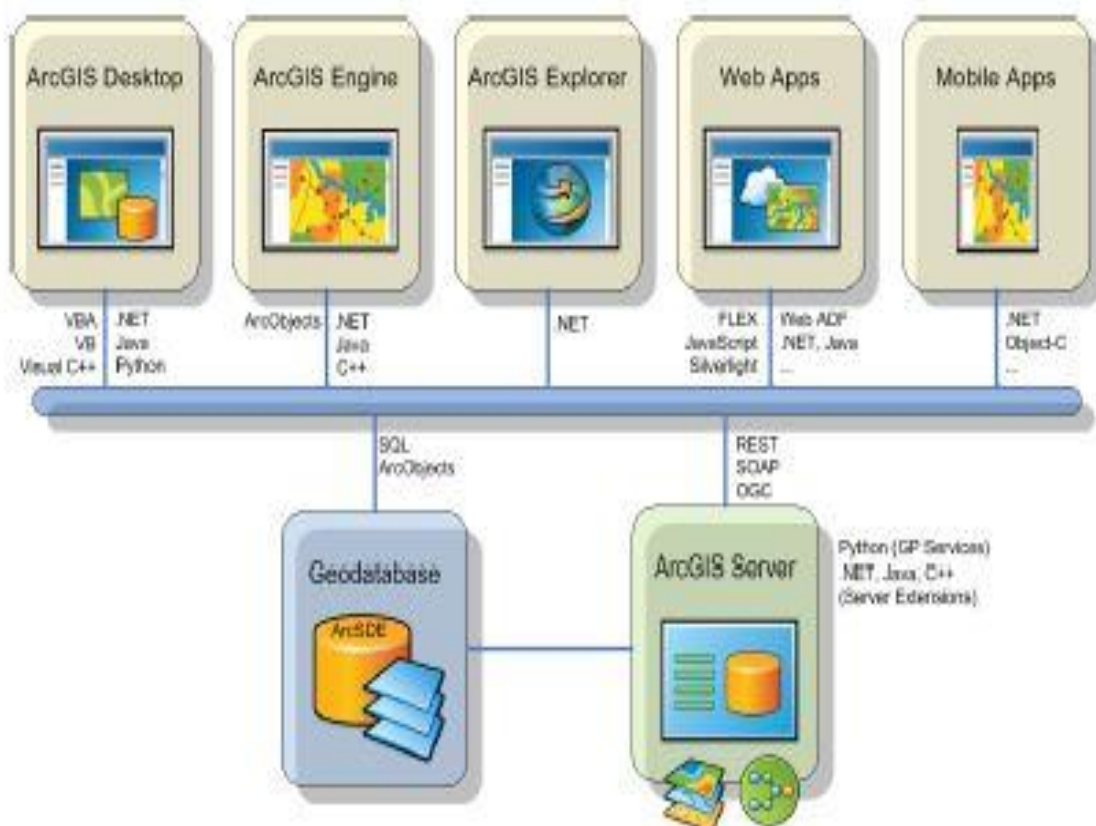 ArcGIS Desktop
ArcGIS Engine
ArcGIS Explorer
Web Apps
Mobile Apps
VBA
VB
Visual C++
.NET
Java
Python
ArcObjects
.NET
Java
C++
.NET
FLEX
JavaScript
Silverlight
Web ADF
.NET, Java
...
.NET
Object-C
...
SQL
ArcObjects
REST
SOAP
OGC
Geodatabase
ArcSDE
ArcGIS Server
Python (GP Services)
.NET, Java, C++
(Server Extensions)